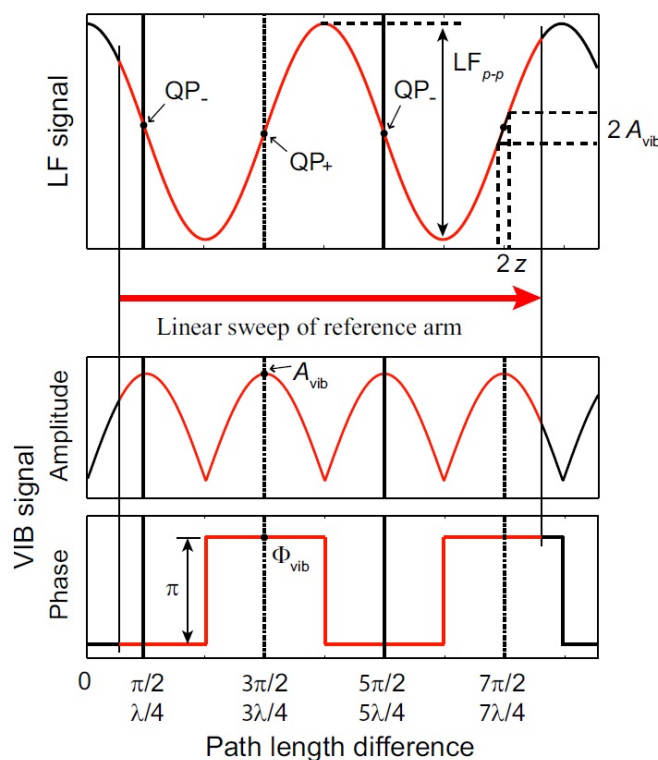 LF signal
QP-
QP+
QP-
LFp-p
2 Avib
2 z
Linear sweep of reference arm
VIB signal
Amplitude
Avib
Phase
π
Φvib
0 π/2 3π/2 5π/2 7π/2
λ/4 3λ/4 5λ/4 7λ/4
Path length difference